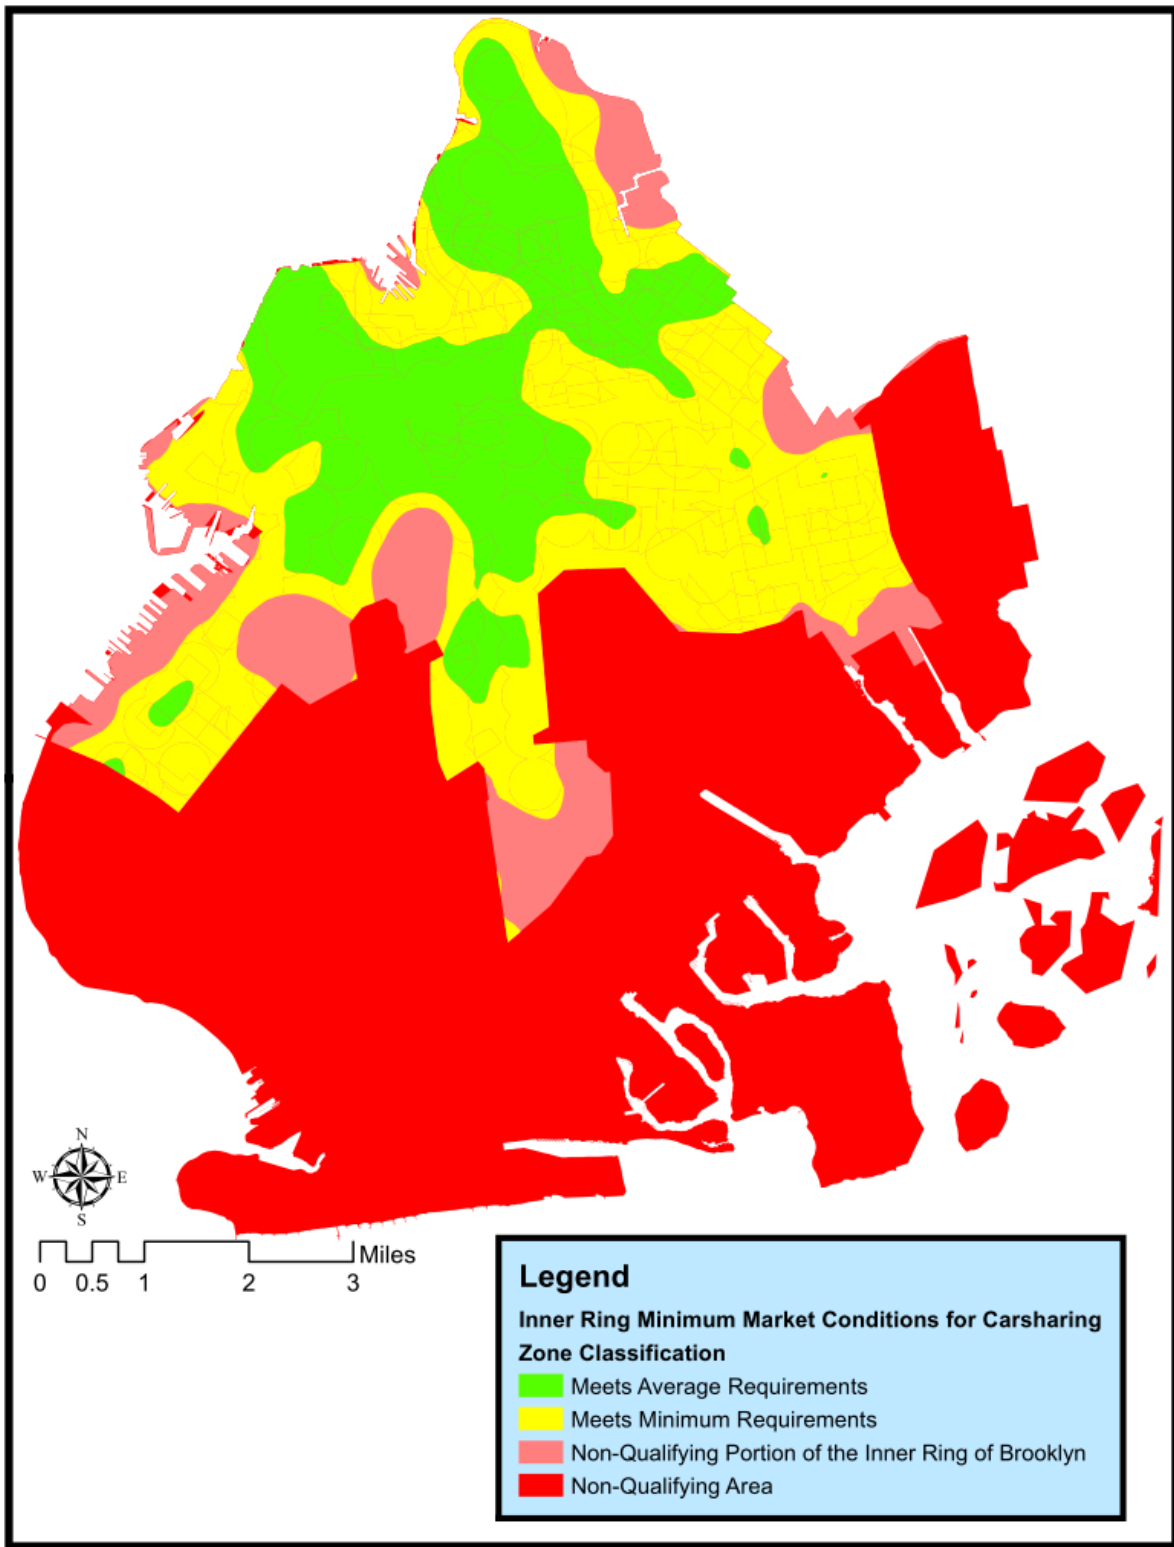 N
W E
S
Miles
0 0.5 1 2 3
Legend
Inner Ring Minimum Market Conditions for Carsharing
Zone Classification
Meets Average Requirements
Meets Minimum Requirements
Non-Qualifying Portion of the Inner Ring of Brooklyn
Non-Qualifying Area